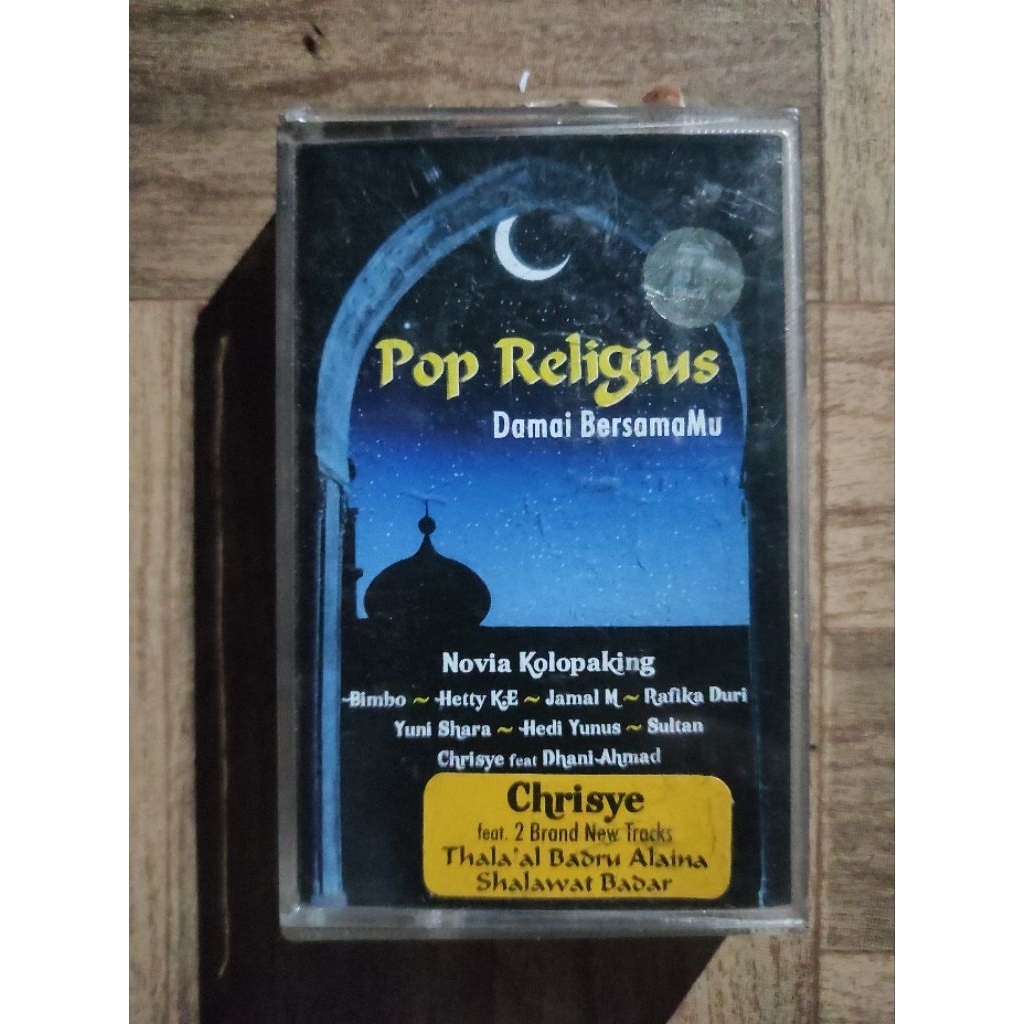 Pop Religius
Damai BersamaMu
Novia Kolopaking
Bimbo ~ Hetty K.E ~ Jamal M ~ Rafika Duri
Yuni Shara ~ Hedi Yunus ~ Sultan
Chrisye feat Dhani Ahmad
Chrisye
feat. 2 Brand New Tracks
Thala'al Badru Alaina
Shalawat Badar